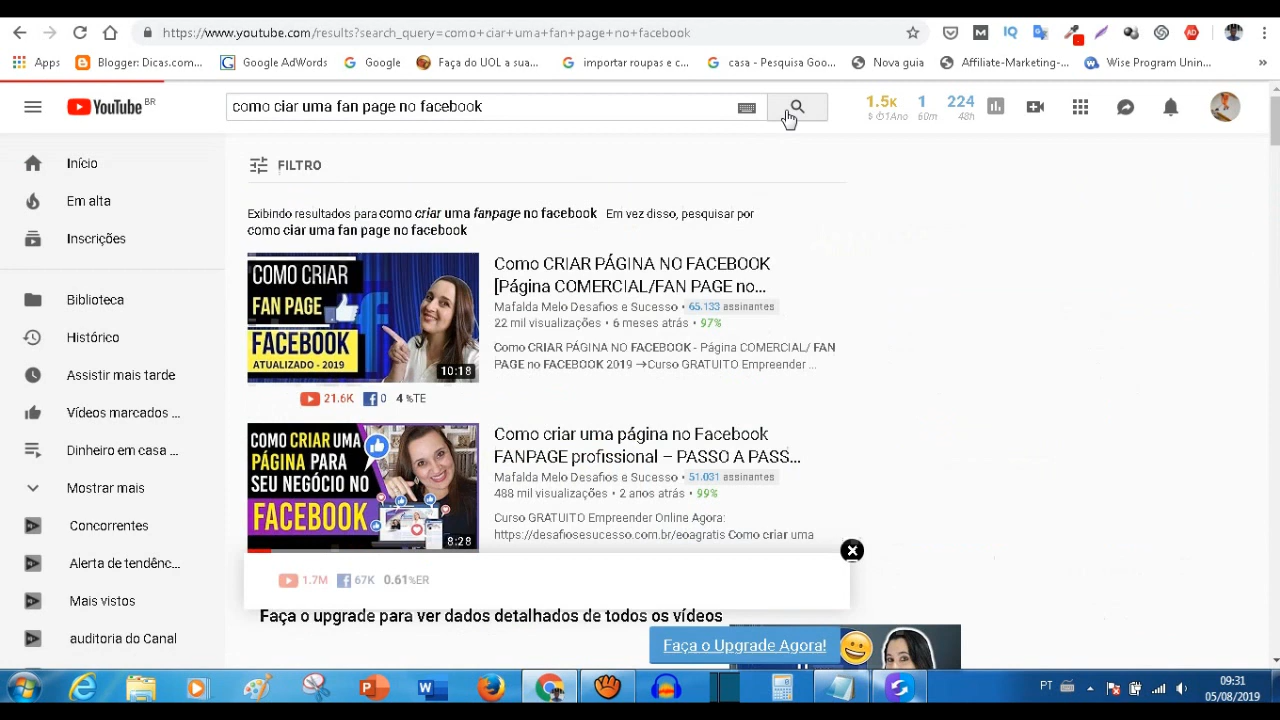 https://www.youtube.com/results?search_query=como+ciar+uma+fan+page+no+facebook
Apps
Blogger: Dicas.com...
Google AdWords
Google
Faça do UOL a sua...
importar roupas e c...
casa - Pesquisa Goo...
Nova guia
Affiliate-Marketing-...
Wise Program Unin...
»
YouTube BR
como ciar uma fan page no facebook
1.5K 1 224
$ 1Ano 60m 48h
Início
Em alta
Inscrições
Biblioteca
Histórico
Assistir mais tarde
Vídeos marcados ...
Dinheiro em casa ...
Mostrar mais
Concorrentes
Alerta de tendênc...
Mais vistos
auditoria do Canal
FILTRO
Exibindo resultados para como criar uma fanpage no facebook Em vez disso, pesquisar por
como ciar uma fan page no facebook
COMO CRIAR
FAN PAGE
FACEBOOK
ATUALIZADO - 2019
10:18
Como CRIAR PÁGINA NO FACEBOOK
[Página COMERCIAL/FAN PAGE no...
Mafalda Melo Desafios e Sucesso • 65.133 assinantes
22 mil visualizações • 6 meses atrás • 97%
Como CRIAR PÁGINA NO FACEBOOK - Página COMERCIAL/ FAN
PAGE no FACEBOOK 2019 →Curso GRATUITO Empreender ...
21.6K 0 4 %TE
COMO CRIAR UMA
PÁGINA PARA
SEU NEGÓCIO NO
FACEBOOK
8:28
Como criar uma página no Facebook
FANPAGE profissional – PASSO A PASS...
Mafalda Melo Desafios e Sucesso • 51.031 assinantes
488 mil visualizações • 2 anos atrás • 99%
Curso GRATUITO Empreender Online Agora:
https://desafiosesucesso.com.br/eoagratis Como criar uma
1.7M 67K 0.61%ER
Faça o upgrade para ver dados detalhados de todos os vídeos
Faça o Upgrade Agora!
PT
09:31
05/08/2019